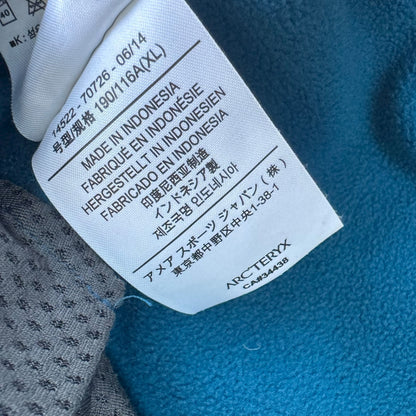 40
■K: 섬
14522 - 70726 - 06/14
号型/规格 190/116A(XL)
MADE IN INDONESIA
FABRIQUÉ EN INDONÉSIE
HERGESTELLT IN INDONESIEN
FABRICADO EN INDONESIA
印度尼西亚制造
インドネシア製
제조국명 인도네시아
アメア スポーツ ジャパン(株)
東京都中野区中央1-38-1
ARC'TERYX
CA#34438